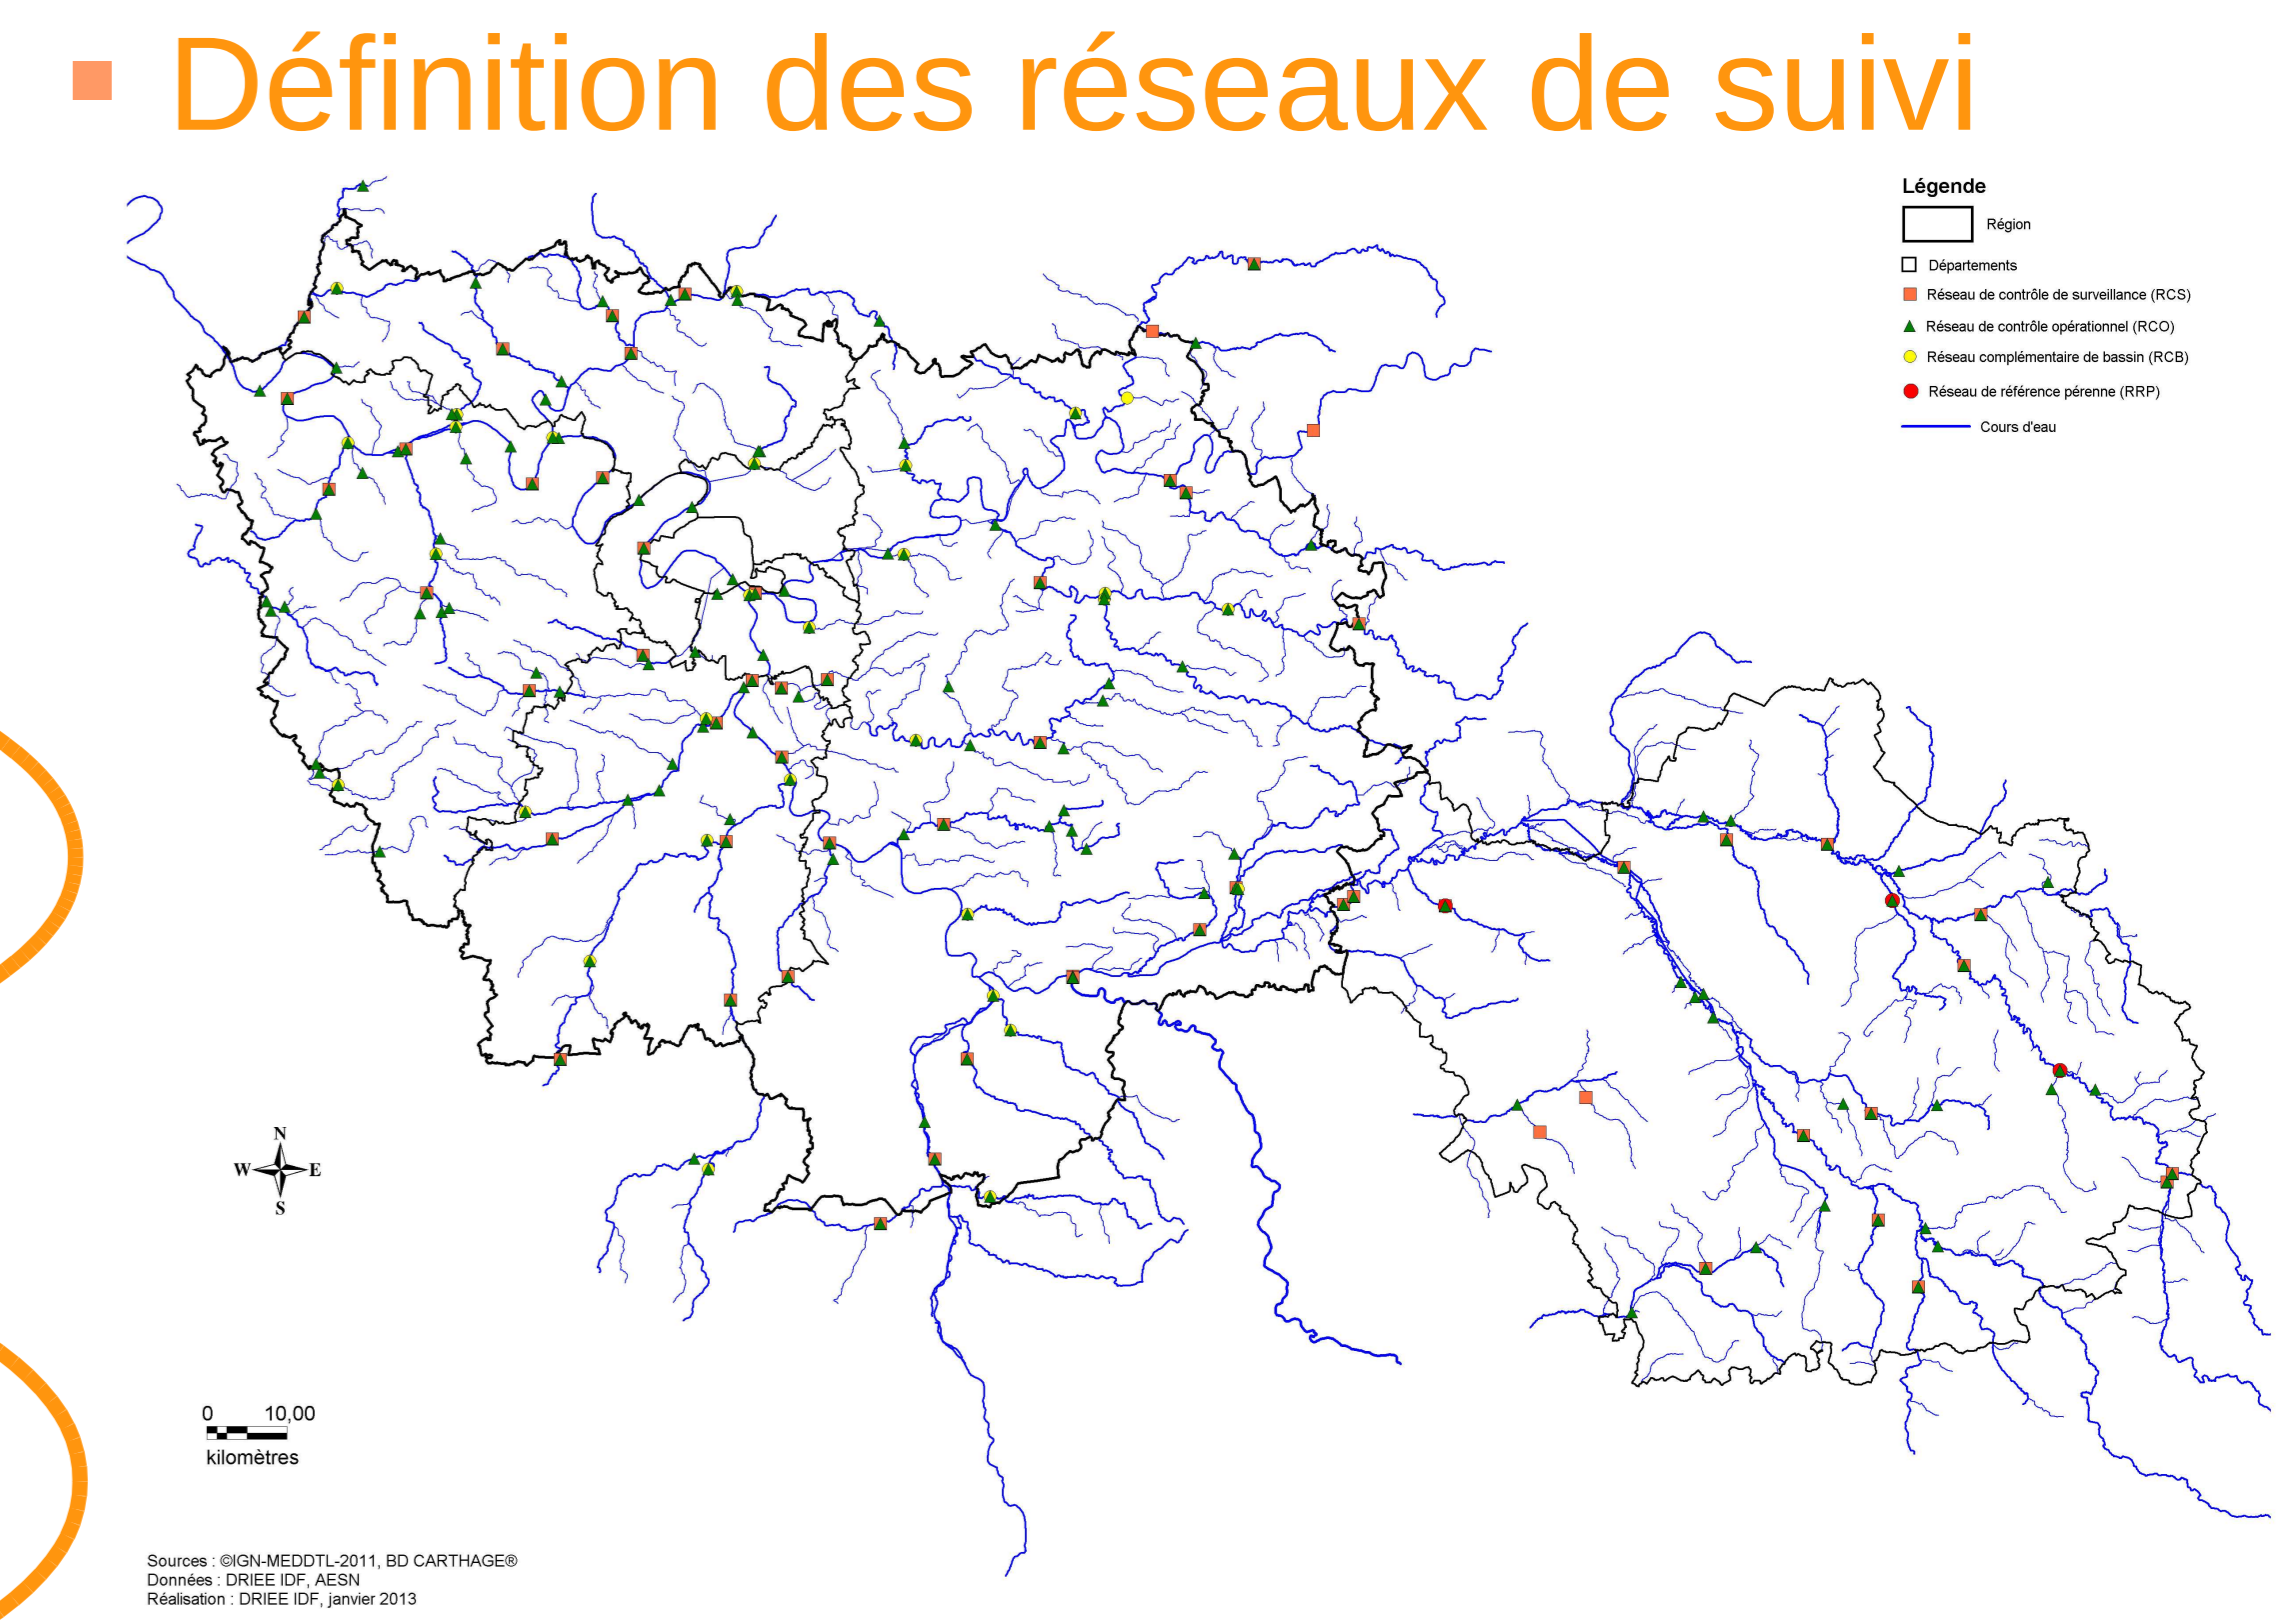 Définition des réseaux de suivi
Légende
Région
Départements
Réseau de contrôle de surveillance (RCS)
Réseau de contrôle opérationnel (RCO)
Réseau complémentaire de bassin (RCB)
Réseau de référence pérenne (RRP)
Cours d'eau
N
W E
S
0 10,00
kilomètres
Sources : ©IGN-MEDDTL-2011, BD CARTHAGE®
Données : DRIEE IDF, AESN
Réalisation : DRIEE IDF, janvier 2013